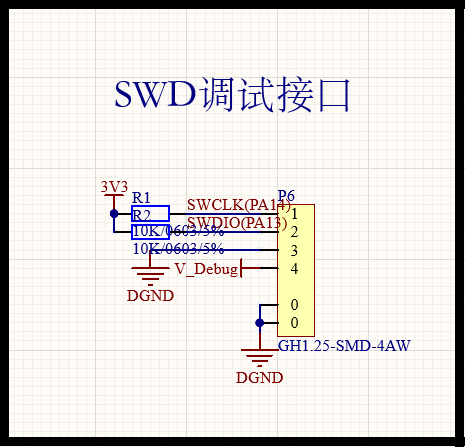 SWD调试接口
3V3
R1
R2
10K/0603/5%
10K/0603/5%
SWCLK(PA14)
SWDIO(PA13)
P6
1
2
3
4
0
0
V_Debug
DGND
GH1.25-SMD-4AW
DGND